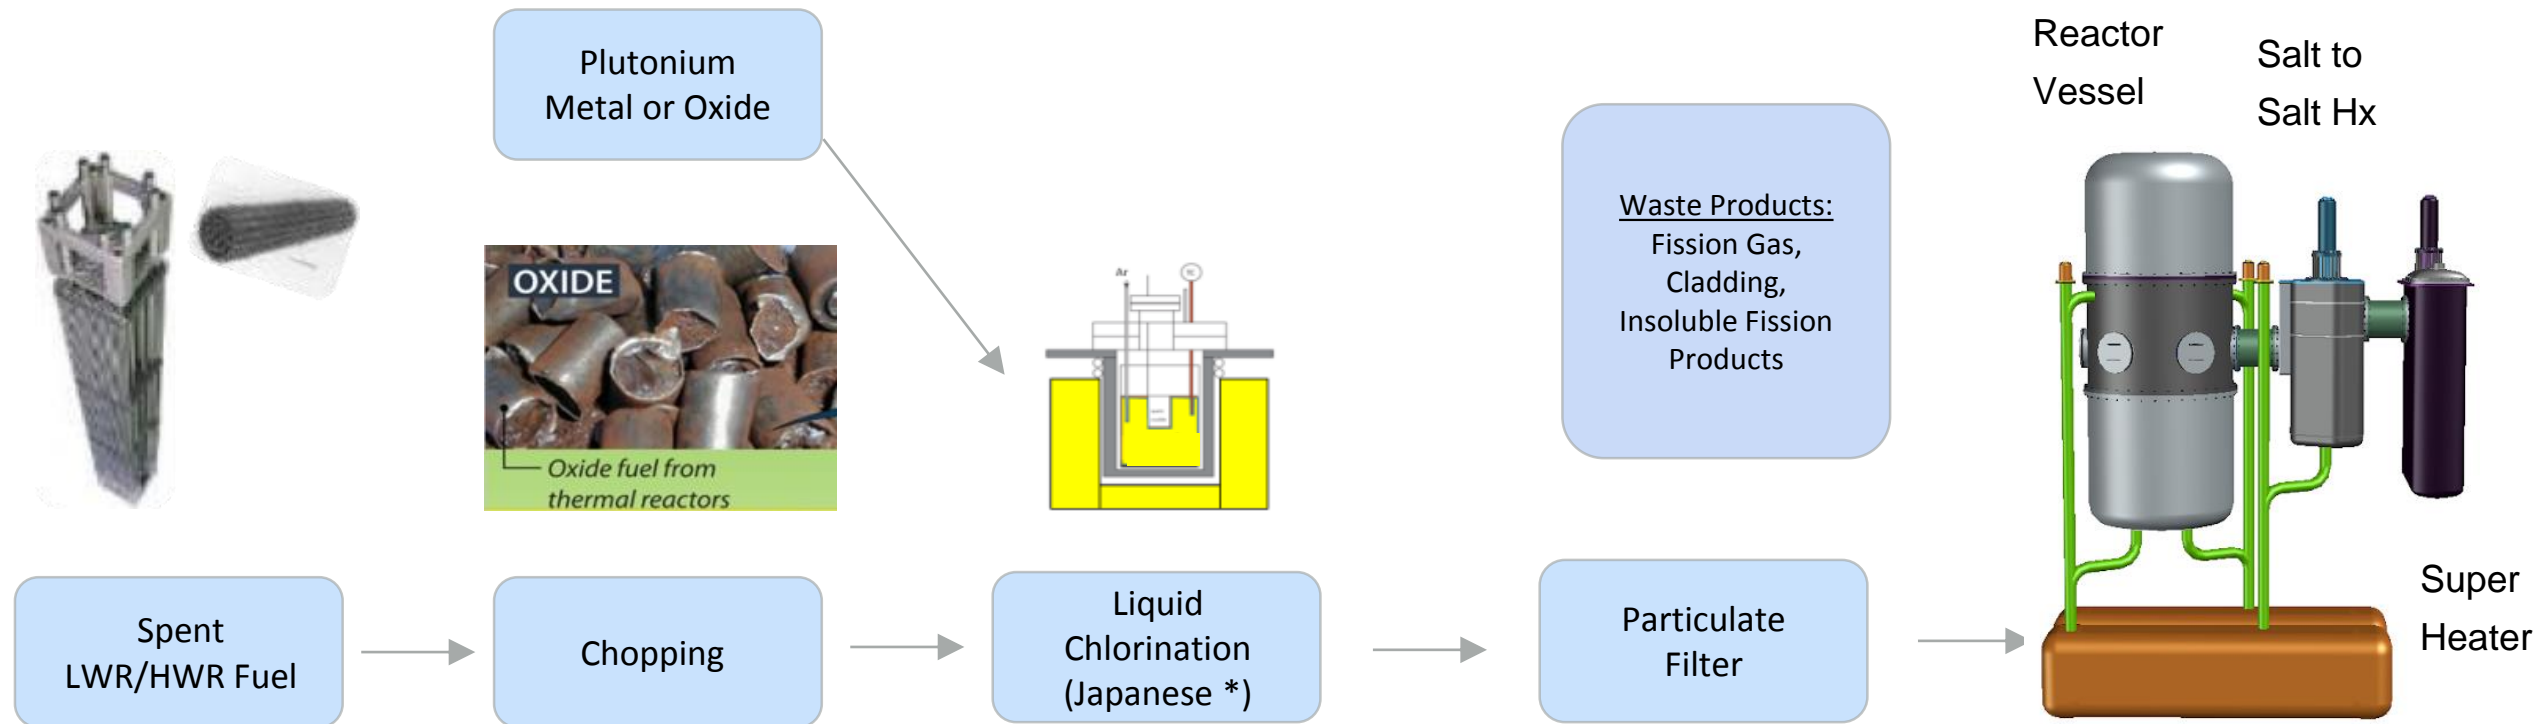 Plutonium
Metal or Oxide
Reactor
Vessel
Salt to
Salt Hx
Waste Products:
Fission Gas,
Cladding,
Insoluble Fission
Products
OXIDE
Oxide fuel from
thermal reactors
Ar
Spent
LWR/HWR Fuel
Chopping
Liquid
Chlorination
(Japanese *)
Particulate
Filter
Super
Heater